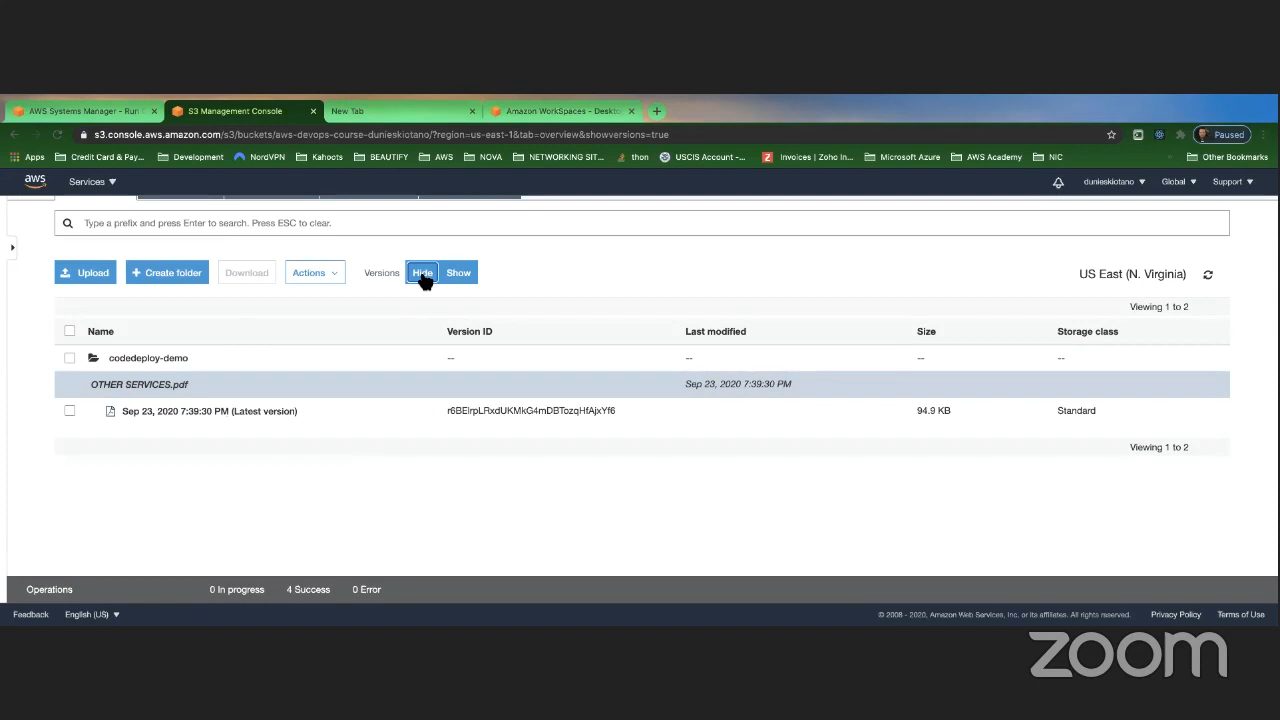 AWS Systems Manager - Run
S3 Management Console
New Tab
Amazon WorkSpaces - Deskto
s3.console.aws.amazon.com/s3/buckets/aws-devops-course-dunieskiotano/?region=us-east-1&tab=overview&showversions=true
Paused
Apps
Credit Card & Pay...
Development
NordVPN
Kahoots
BEAUTIFY
AWS
NOVA
NETWORKING SIT...
thon
USCIS Account -...
Invoices | Zoho In...
Microsoft Azure
AWS Academy
NIC
Other Bookmarks
aws
Services
dunieskiotano
Global
Support
Type a prefix and press Enter to search. Press ESC to clear.
Upload
+ Create folder
Download
Actions
Versions
Hide
Show
US East (N. Virginia)
Viewing 1 to 2
Name Version ID Last modified Size Storage class
codedeploy-demo -- -- -- --
OTHER SERVICES.pdf Sep 23, 2020 7:39:30 PM
Sep 23, 2020 7:39:30 PM (Latest version) 94.9 KB Standard
Viewing 1 to 2
Operations 0 In progress 4 Success 0 Error
Feedback English (US) © 2008 - 2020, Amazon Web Services, Inc. or its affiliates. All rights reserved. Privacy Policy Terms of Use
zoom